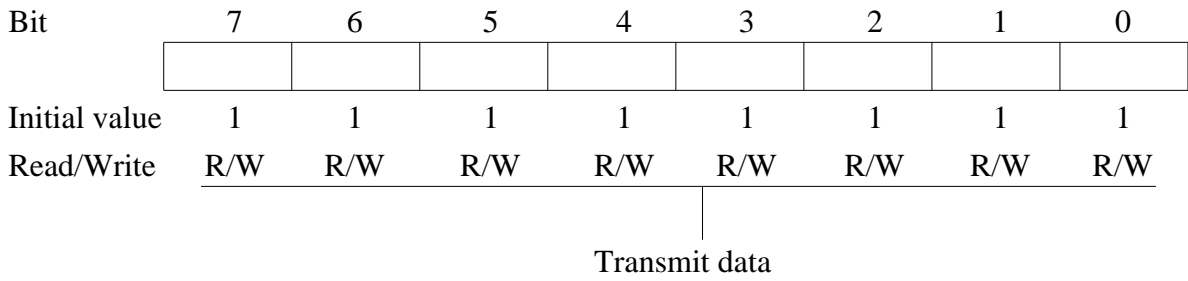 Bit 7 6 5 4 3 2 1 0
Initial value 1 1 1 1 1 1 1 1
Read/Write R/W R/W R/W R/W R/W R/W R/W R/W
Transmit data